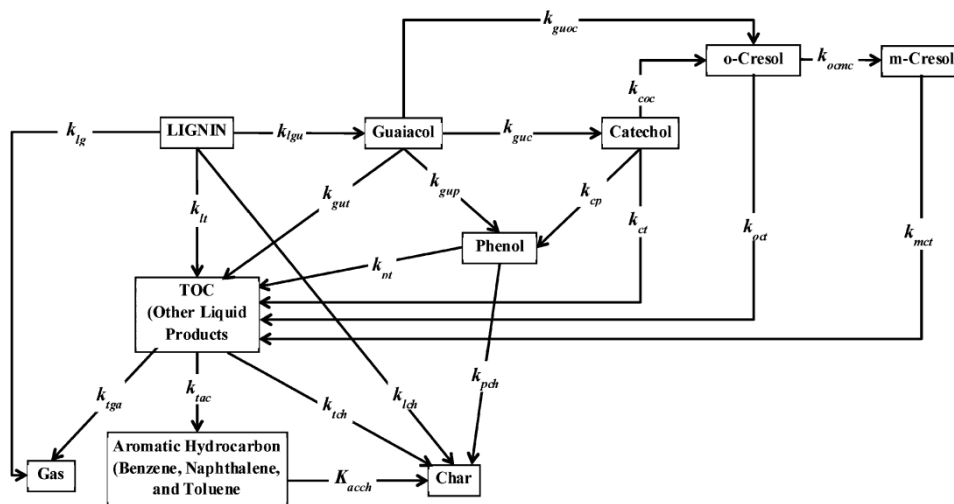 k_guoc
o-Cresol
k_ocmc
m-Cresol
k_coc
k_lg
LIGNIN
k_lgu
Guaiacol
k_guc
Catechol
k_lt
k_gut
k_gup
k_cp
k_ct
k_oct
k_mct
Phenol
k_nt
TOC
(Other Liquid
Products
k_tga
k_tac
k_tch
k_lch
k_pch
Aromatic Hydrocarbon
(Benzene, Naphthalene,
and Toluene
Gas
K_acch
Char